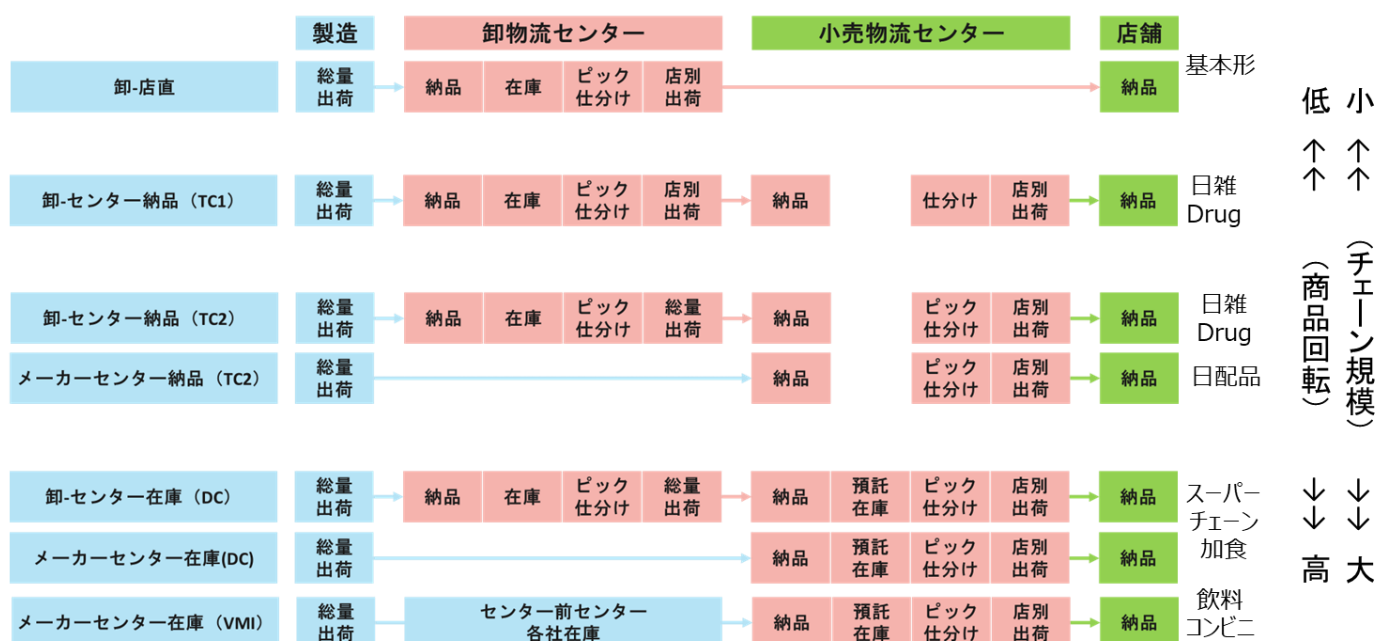 製造 卸物流センター 小売物流センター 店舗
卸-店直 総量 出荷 納品 在庫 ピック 仕分け 店別 出荷 納品 基本形
卸-センター納品（TC1） 総量 出荷 納品 在庫 ピック 仕分け 店別 出荷 納品 仕分け 店別 出荷 納品 日雑 Drug
卸-センター納品（TC2） 総量 出荷 納品 在庫 ピック 仕分け 総量 出荷 納品 ピック 仕分け 店別 出荷 納品 日雑 Drug
メーカーセンター納品（TC2） 総量 出荷 納品 ピック 仕分け 店別 出荷 納品 日配品
卸-センター在庫（DC） 総量 出荷 納品 在庫 ピック 仕分け 総量 出荷 納品 預託 在庫 ピック 仕分け 店別 出荷 納品
メーカーセンター在庫(DC) 総量 出荷 納品 預託 在庫 ピック 仕分け 店別 出荷 納品
スーパー
チェーン
加食
メーカーセンター在庫（VMI） 総量 出荷 センター前センター 各社在庫 納品 預託 在庫 ピック 仕分け 店別 出荷 納品 飲料 コンビニ
小↑↑（チェーン規模）↓↓大
低↑↑（商品回転）↓↓高